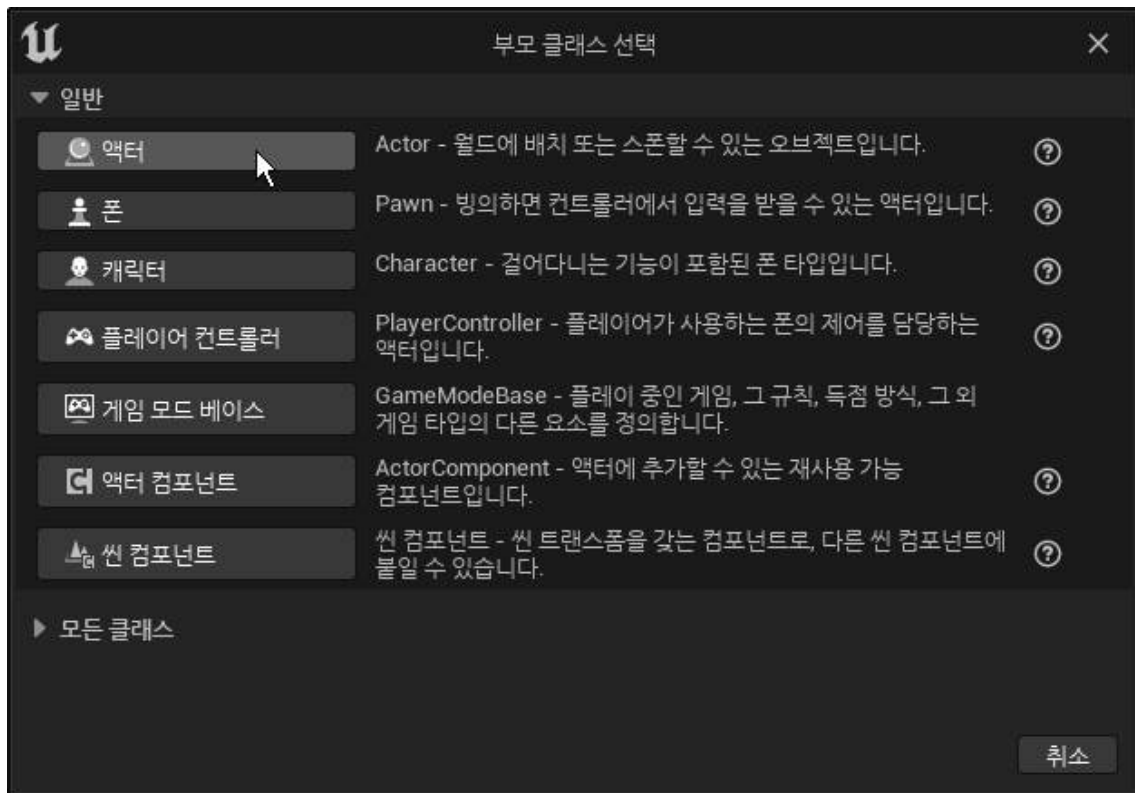 부모 클래스 선택
일반
액터
Actor - 월드에 배치 또는 스폰할 수 있는 오브젝트입니다.
폰
Pawn - 빙의하면 컨트롤러에서 입력을 받을 수 있는 액터입니다.
캐릭터
Character - 걸어다니는 기능이 포함된 폰 타입입니다.
플레이어 컨트롤러
PlayerController - 플레이어가 사용하는 폰의 제어를 담당하는
액터입니다.
게임 모드 베이스
GameModeBase - 플레이 중인 게임, 그 규칙, 득점 방식, 그 외
게임 타입의 다른 요소를 정의합니다.
액터 컴포넌트
ActorComponent - 액터에 추가할 수 있는 재사용 가능
컴포넌트입니다.
씬 컴포넌트
씬 컴포넌트 - 씬 트랜스폼을 갖는 컴포넌트로, 다른 씬 컴포넌트에
붙일 수 있습니다.
모든 클래스
취소